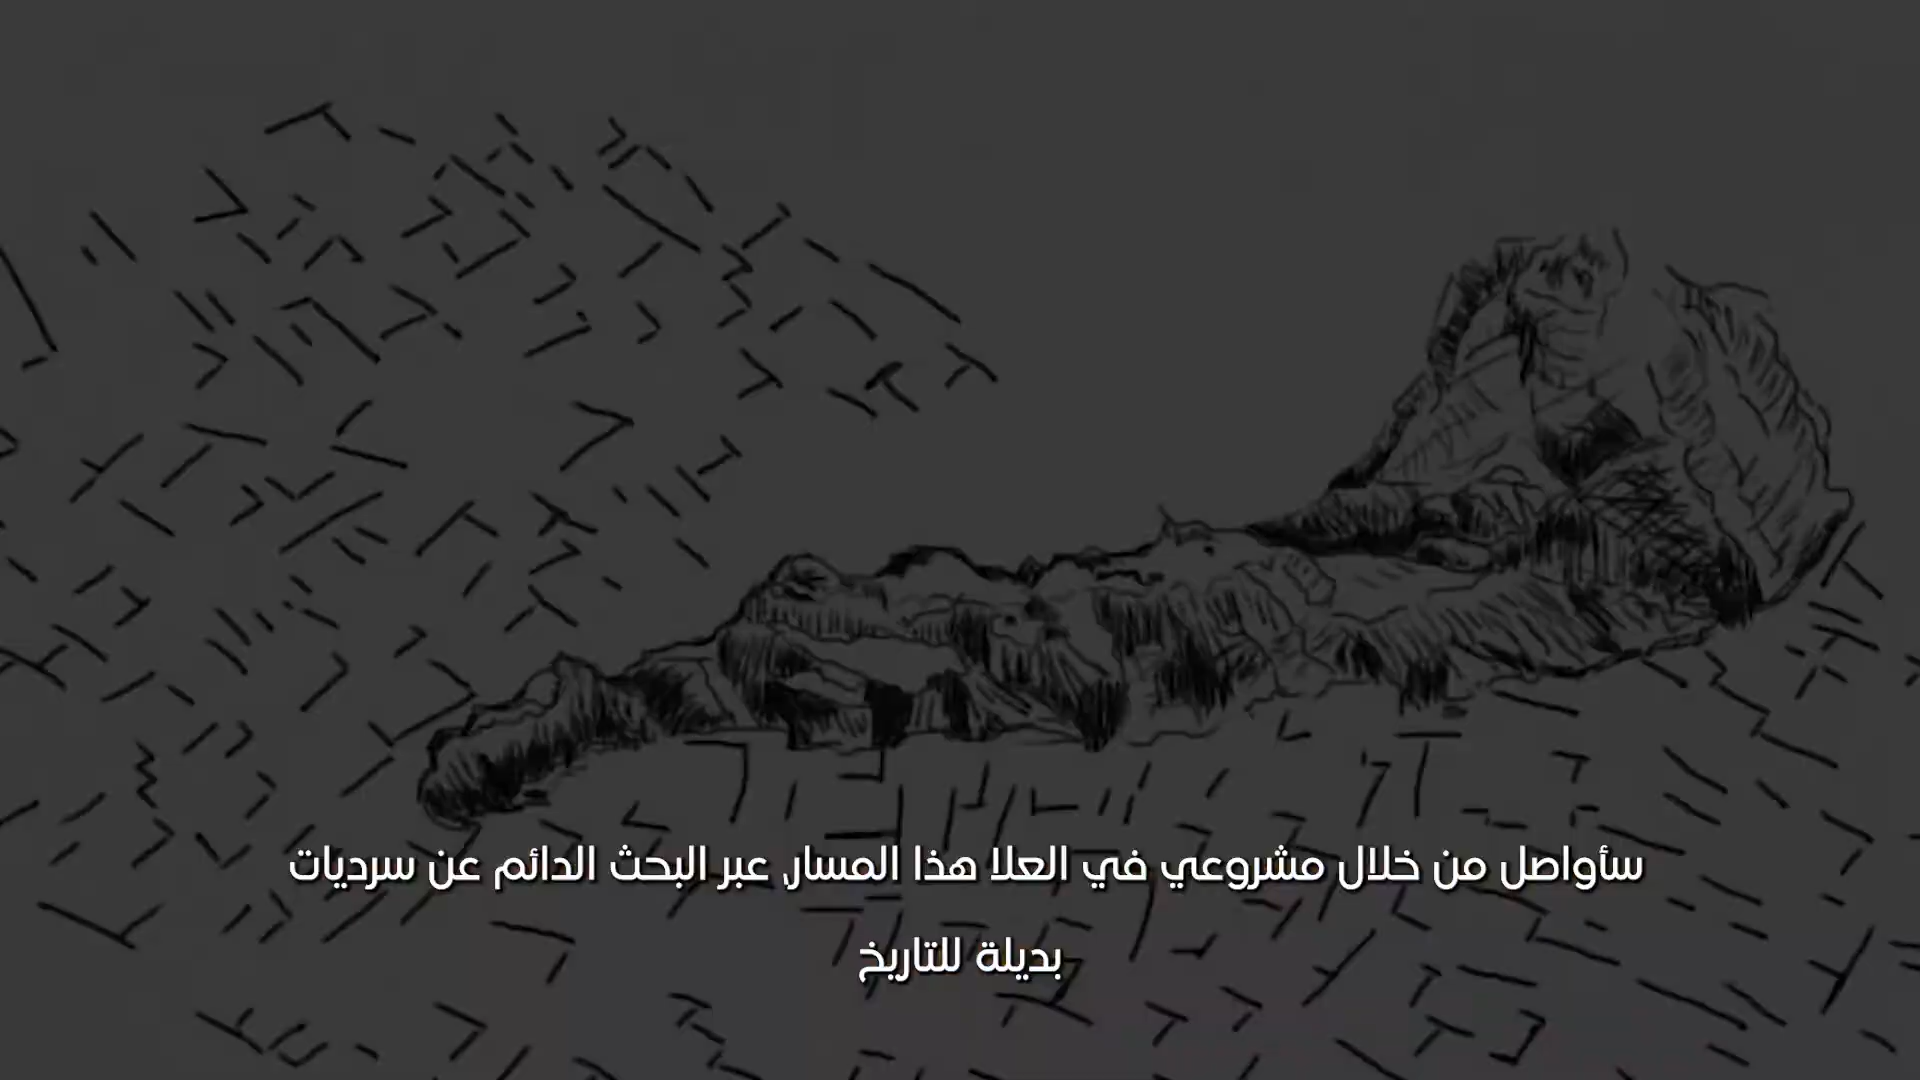 سأواصل من خلال مشروعي في العلا هذا المسار، عبر البحث الدائم عن سرديات
بديلة للتاريخ